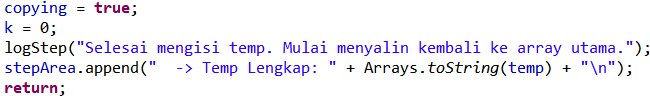 copying = true;
k = 0;
logStep("Selesai mengisi temp. Mulai menyalin kembali ke array utama.");
stepArea.append("  -> Temp Lengkap: " + Arrays.toString(temp) + "\n");
return;